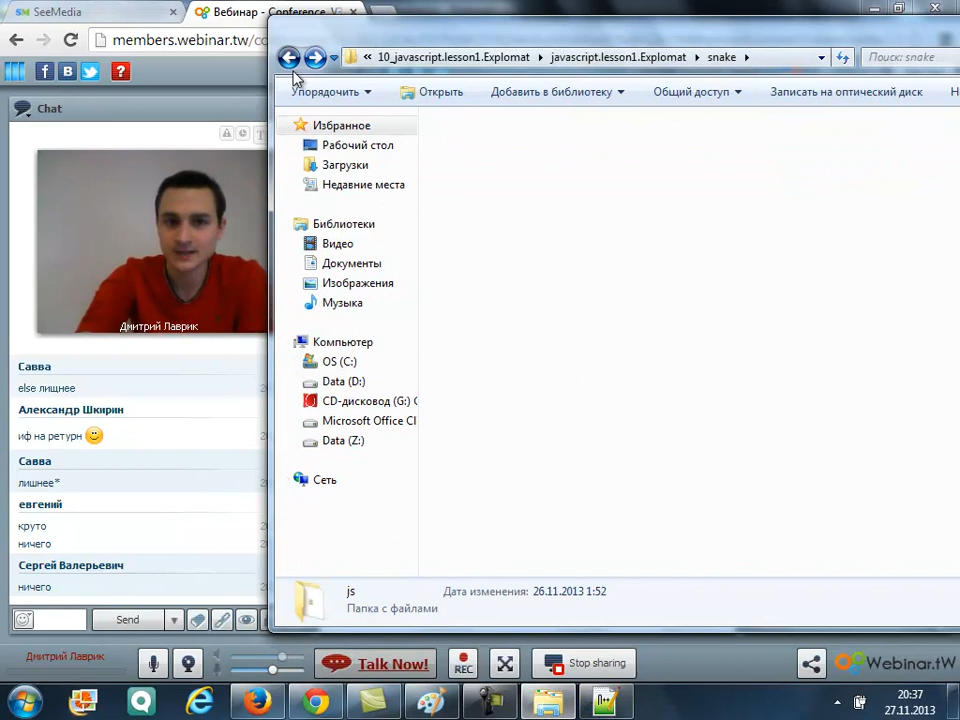 SeeMedia
Вебинар - Conference
members.webinar.tw/co
Chat
Дмитрий Лаврик
Савва
else лищнее
Александр Шкирин
иф на ретурн
Савва
лишнее*
евгений
круто
ничего
Сергей Валерьевич
ничего
Send
Дмитрий Лаврик
Talk Now!
REC
Stop sharing
Webinar.tw
« 10_javascript.lesson1.Explomat
javascript.lesson1.Explomat
snake
Поиск: snake
Упорядочить
Открыть
Добавить в библиотеку
Общий доступ
Записать на оптический диск
Избранное
Рабочий стол
Загрузки
Недавние места
Библиотеки
Видео
Документы
Изображения
Музыка
Компьютер
OS (C:)
Data (D:)
CD-дисковод (G:)
Microsoft Office Cl
Data (Z:)
Сеть
js
Дата изменения: 26.11.2013 1:52
Папка с файлами
20:37
27.11.2013